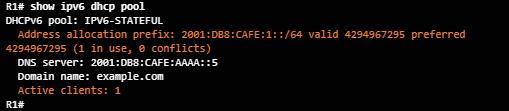 R1# show ipv6 dhcp pool
DHCPv6 pool: IPV6-STATEFUL
Address allocation prefix: 2001:DB8:CAFE:1::/64 valid 4294967295 preferred
4294967295 (1 in use, 0 conflicts)
DNS server: 2001:DB8:CAFE:AAAA::5
Domain name: example.com
Active clients: 1
R1#